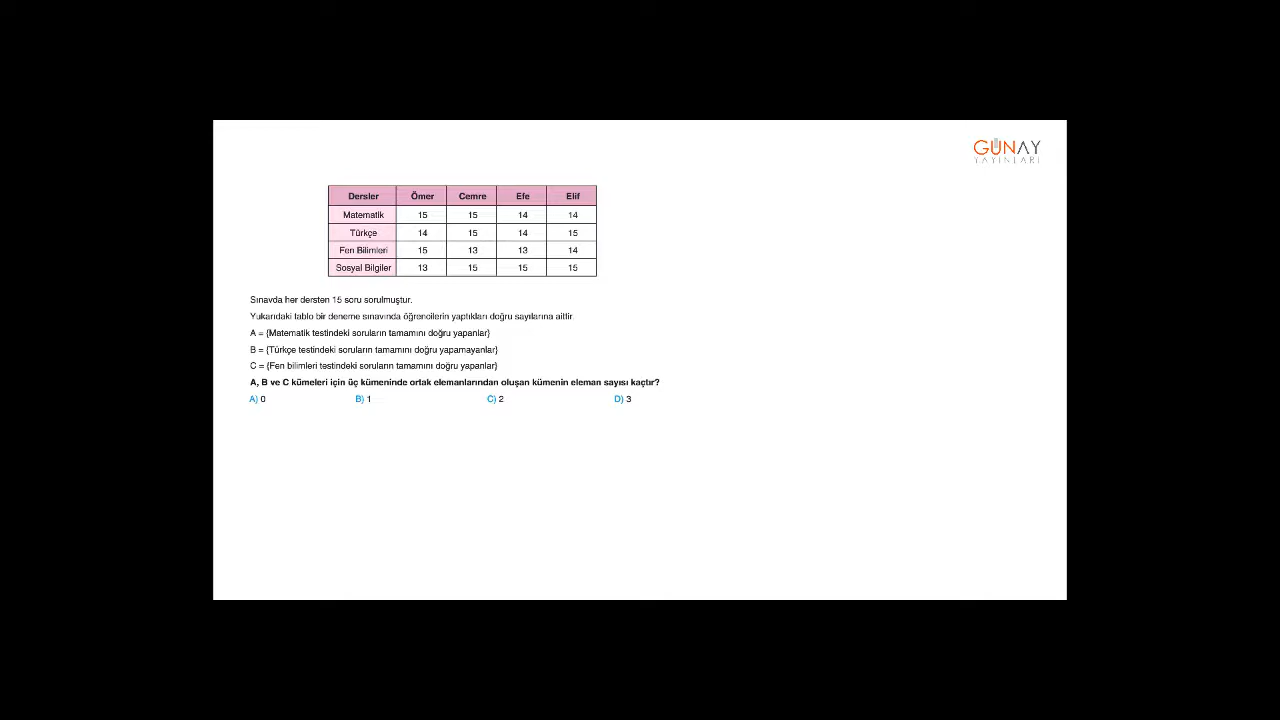 GÜNAY
YAYINLARI
Dersler Ömer Cemre Efe Elif
Matematik 15 15 14 14
Türkçe 14 15 14 15
Fen Bilimleri 15 13 13 14
Sosyal Bilgiler 13 15 15 15
Sınavda her dersten 15 soru sorulmuştur.
Yukarıdaki tablo bir deneme sınavında öğrencilerin yaptıkları doğru sayılarına aittir
A = {Matematik testindeki soruların tamamını doğru yapanlar}
B = {Türkçe testindeki soruların tamamını doğru yapamayanlar}
C = {Fen bilimleri testindeki soruların tamamını doğru yapanlar}
A, B ve C kümeleri için üç kümeninde ortak elemanlarından oluşan kümenin eleman sayısı kaçtır?
A) 0 B) 1 C) 2 D) 3